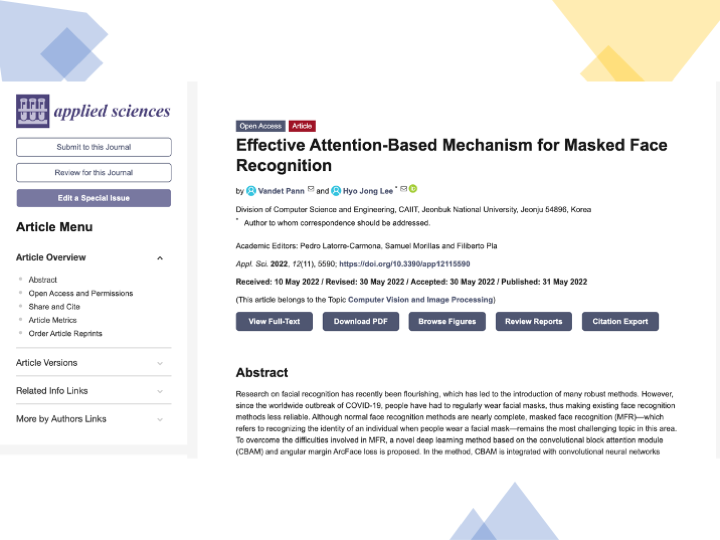 applied sciences
Submit to this Journal
Review for this Journal
Edit a Special Issue
Article Menu
Article Overview
Abstract
Open Access and Permissions
Share and Cite
Article Metrics
Order Article Reprints
Article Versions
Related Info Links
More by Authors Links
Open Access Article
Effective Attention-Based Mechanism for Masked Face
Recognition
by Vandet Pann and Hyo Jong Lee *
Division of Computer Science and Engineering, CAIIT, Jeonbuk National University, Jeonju 54896, Korea
* Author to whom correspondence should be addressed.
Academic Editors: Pedro Latorre-Carmona, Samuel Morillas and Filiberto Pla
Appl. Sci. 2022, 12(11), 5590; https://doi.org/10.3390/app12115590
Received: 10 May 2022 / Revised: 30 May 2022 / Accepted: 30 May 2022 / Published: 31 May 2022
(This article belongs to the Topic Computer Vision and Image Processing)
View Full-Text Download PDF Browse Figures Review Reports Citation Export
Abstract
Research on facial recognition has recently been flourishing, which has led to the introduction of many robust methods. However,
since the worldwide outbreak of COVID-19, people have had to regularly wear facial masks, thus making existing face recognition
methods less reliable. Although normal face recognition methods are nearly complete, masked face recognition (MFR)—which
refers to recognizing the identity of an individual when people wear a facial mask—remains the most challenging topic in this area.
To overcome the difficulties involved in MFR, a novel deep learning method based on the convolutional block attention module
(CBAM) and angular margin ArcFace loss is proposed. In the method, CBAM is integrated with convolutional neural networks